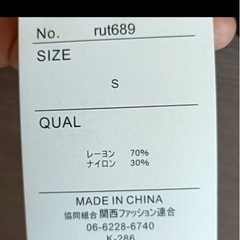 No. rut689
SIZE
S
QUAL
レーヨン 70%
ナイロン 30%
MADE IN CHINA
協同組合 関西ファッション連合
06-6228-6740
K-286